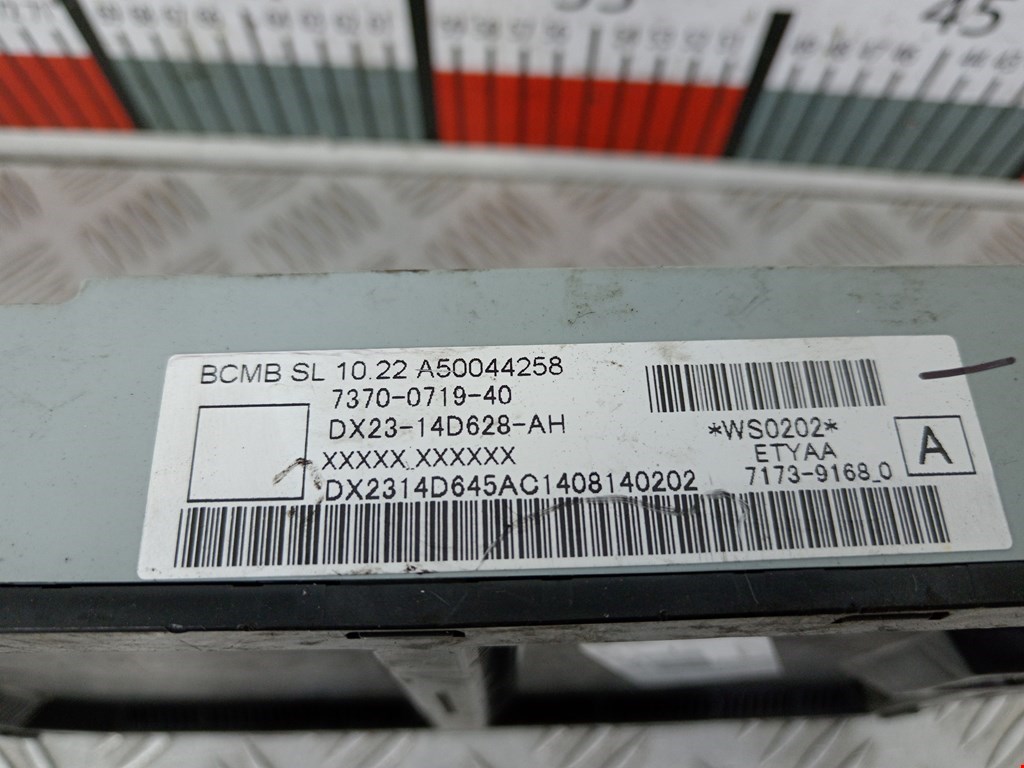 45
BCMB SL 10.22 A50044258
7370-0719-40
DX23-14D628-AH
XXXXX XXXXXX
DX2314D645AC1408140202
*WS0202*
ETYAA
7173-9168_0
A